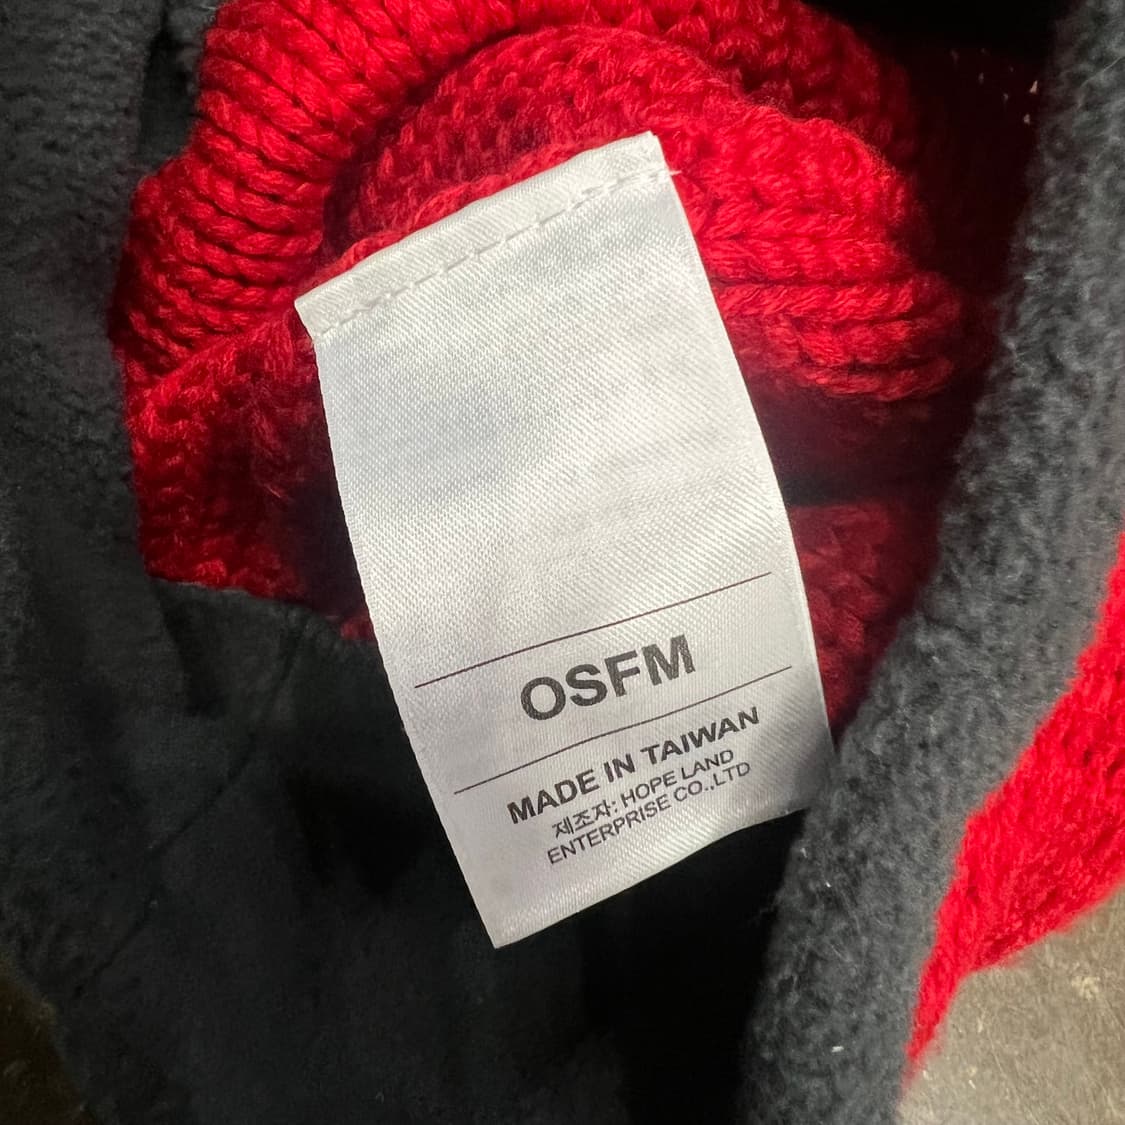 OSFM
MADE IN TAIWAN
제조자: HOPE LAND
ENTERPRISE CO.,LTD